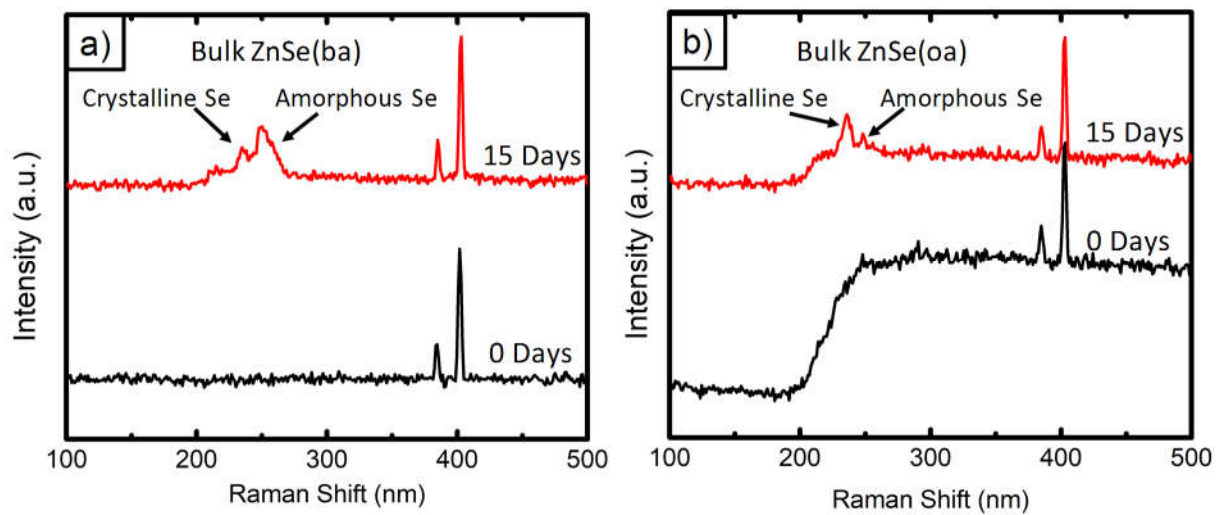 a)
Bulk ZnSe(ba)
Crystalline Se
Amorphous Se
15 Days
0 Days
Intensity (a.u.)
100 200 300 400 500
Raman Shift (nm)
b)
Bulk ZnSe(oa)
Crystalline Se
Amorphous Se
15 Days
0 Days
Intensity (a.u.)
100 200 300 400 500
Raman Shift (nm)